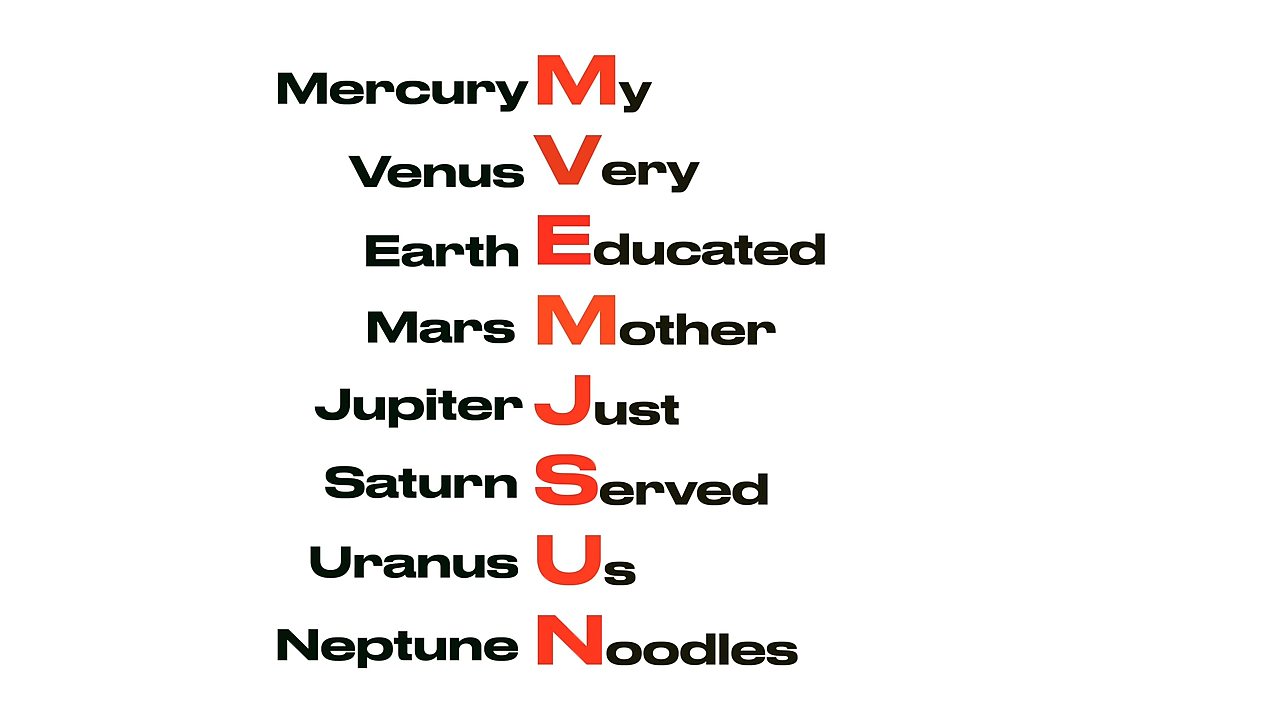 Mercury My
Venus Very
Earth Educated
Mars Mother
Jupiter Just
Saturn Served
Uranus Us
Neptune Noodles